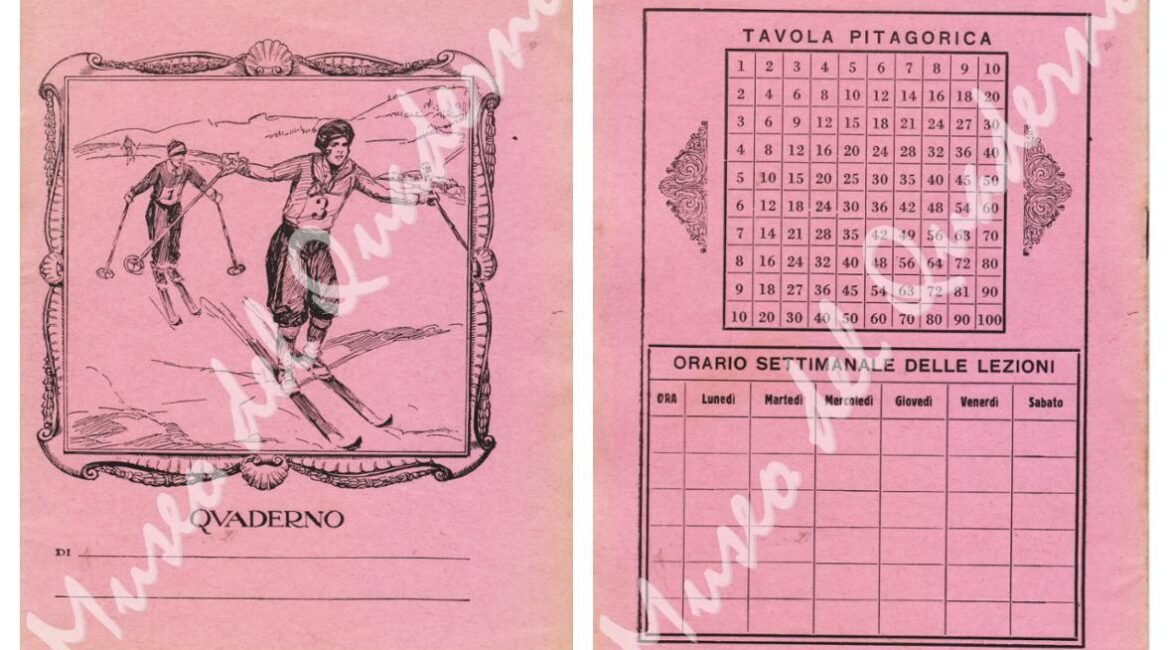 1
3
QVADERNO
DI
Museo del Quaderno
TAVOLA PITAGORICA
1 2 3 4 5 6 7 8 9 10
2 4 6 8 10 12 14 16 18 20
3 6 9 12 15 18 21 24 27 30
4 8 12 16 20 24 28 32 36 40
5 10 15 20 25 30 35 40 45 50
6 12 18 24 30 36 42 48 54 60
7 14 21 28 35 42 49 56 63 70
8 16 24 32 40 48 56 64 72 80
9 18 27 36 45 54 63 72 81 90
10 20 30 40 50 60 70 80 90 100
ORARIO SETTIMANALE DELLE LEZIONI
ORA Lunedì Martedì Mercoledì Giovedì Venerdì Sabato
Museo del Quaderno